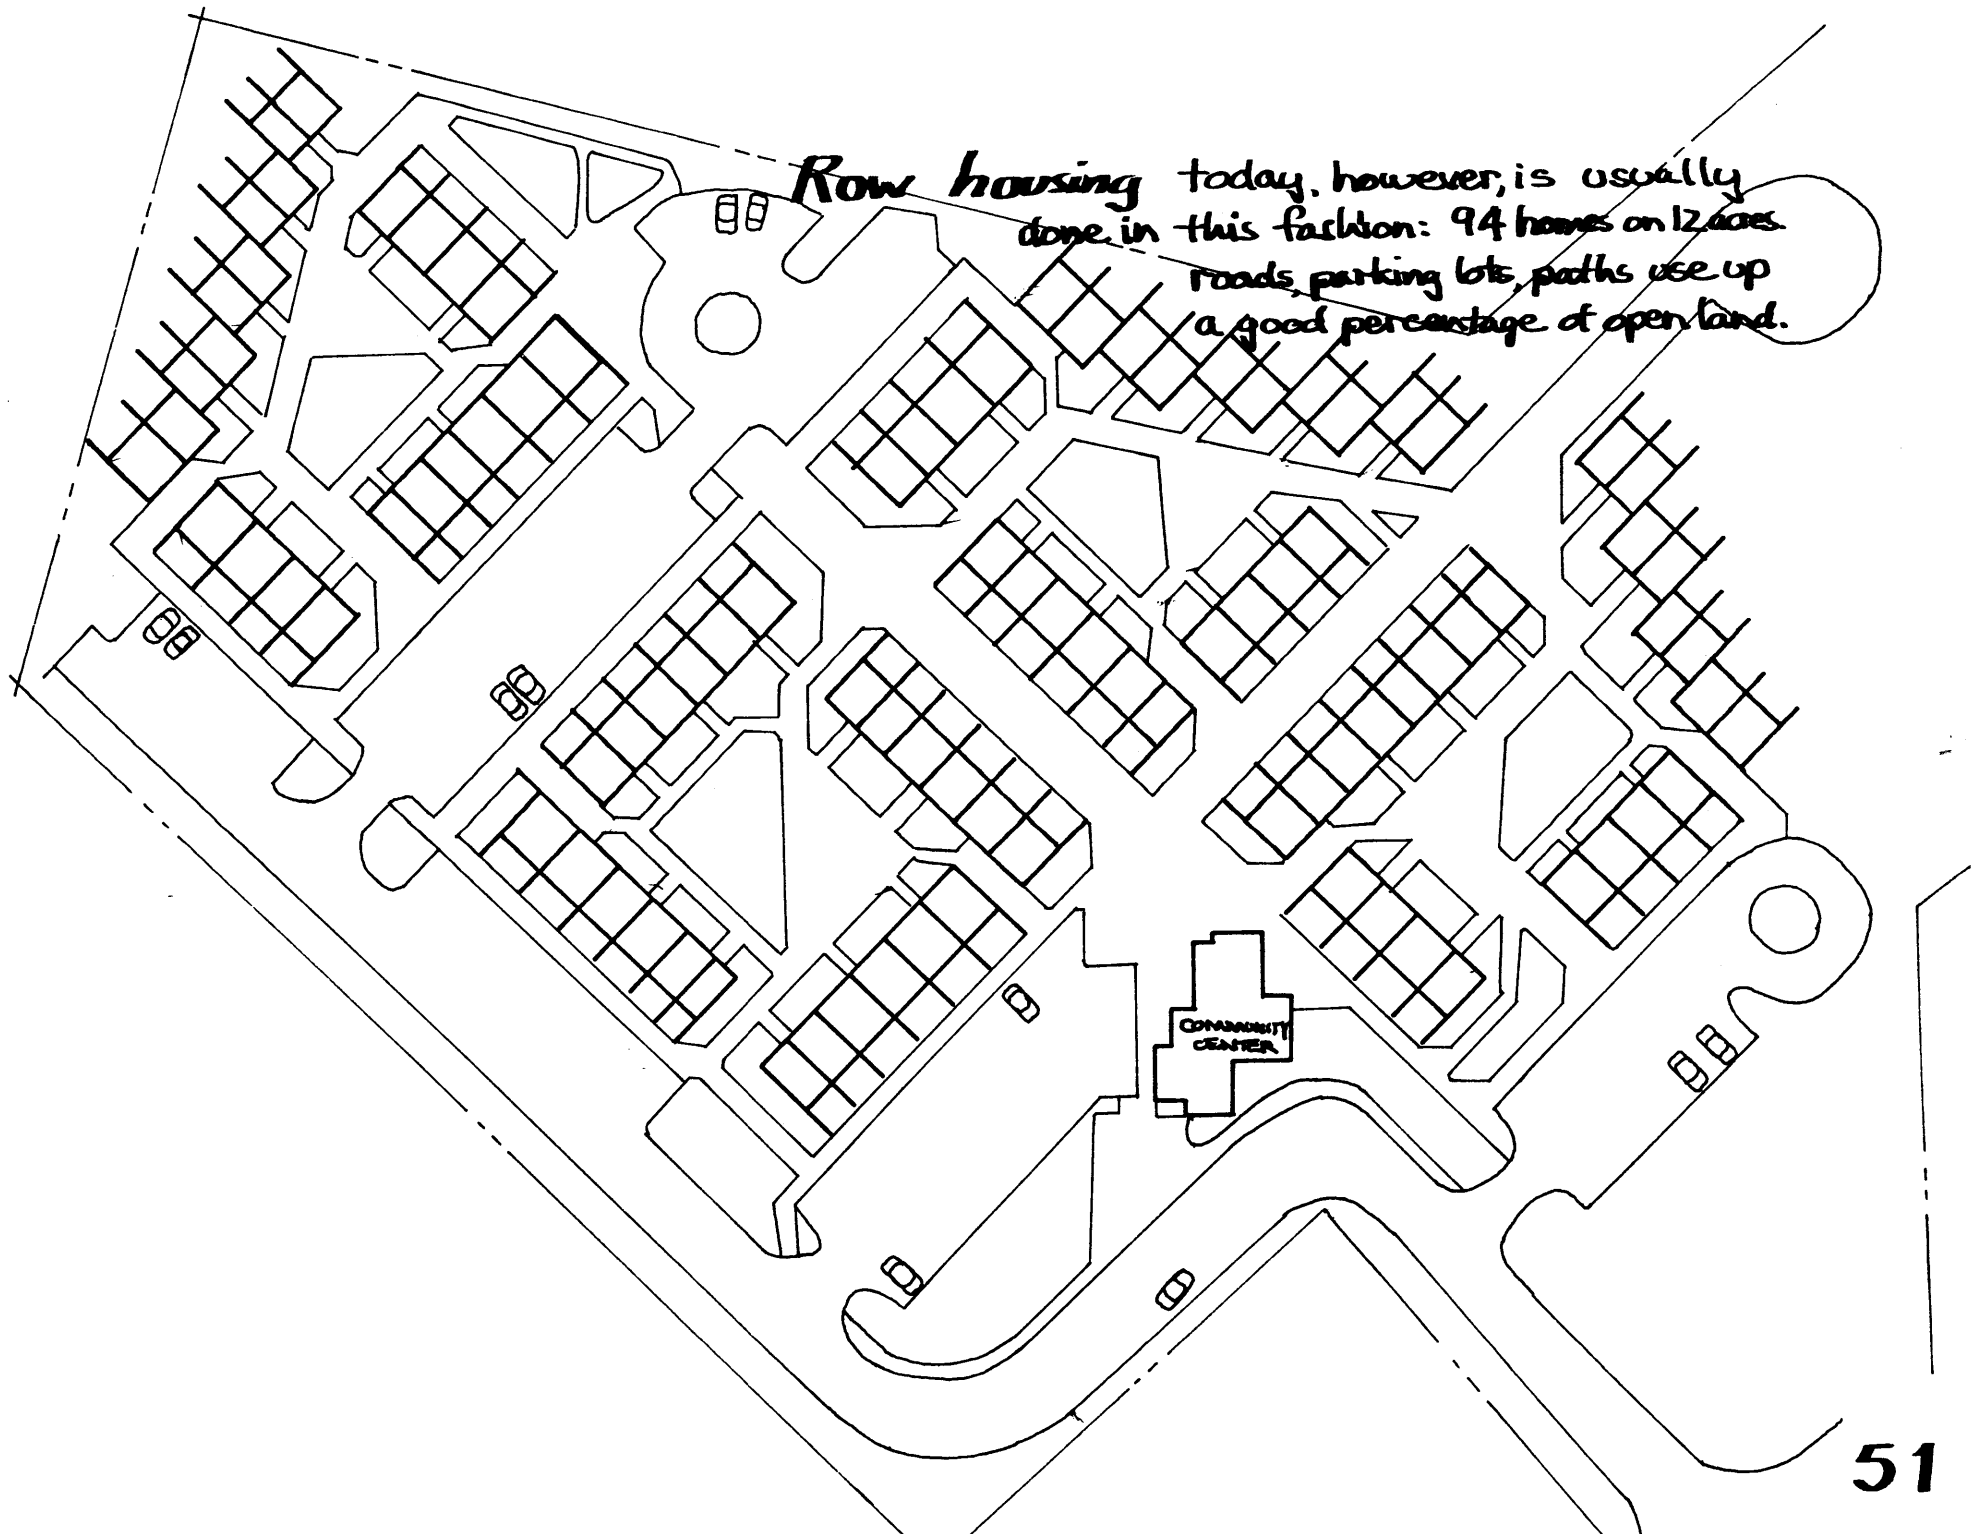 Row housing today, however, is usually
done in this fashion: 94 homes on 12 acres.
roads, parking lots, paths use up
a good percentage of open land.
COMMUNITY
CENTER
51